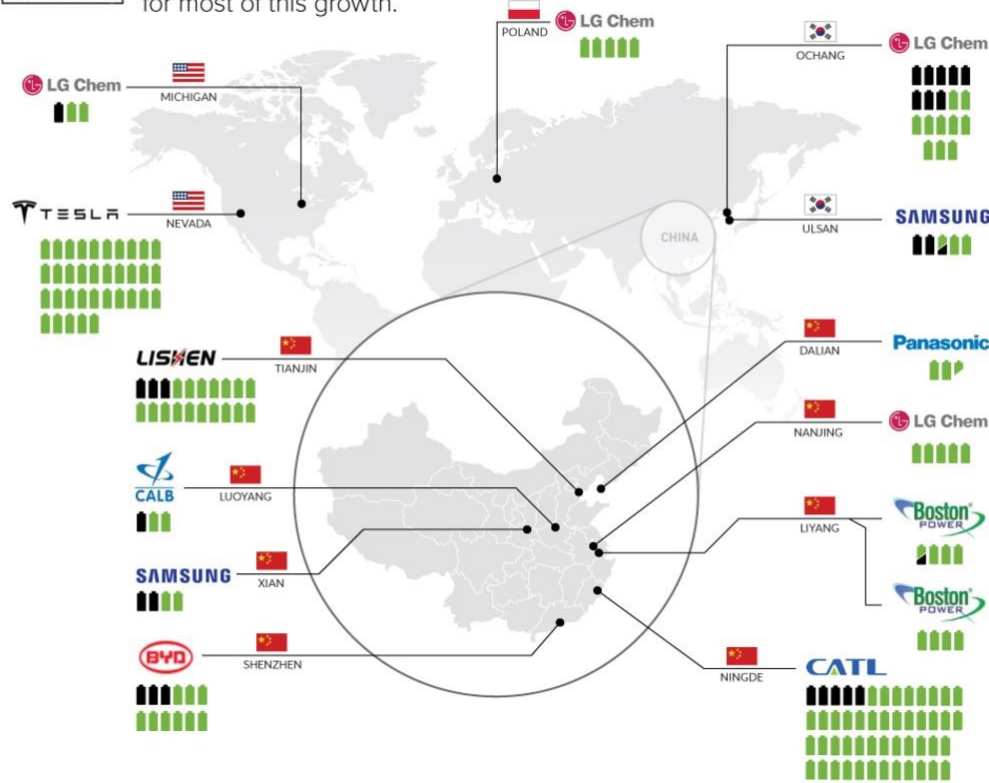 for most of this growth.
POLAND
LG Chem
OCHANG
LG Chem
LG Chem
MICHIGAN
TESLA
NEVADA
ULSAN
SAMSUNG
CHINA
LISHEN
TIANJIN
DALIAN
Panasonic
NANJING
LG Chem
CALB
LUOYANG
LIYANG
Boston
POWER
SAMSUNG
XIAN
Boston
POWER
BYD
SHENZHEN
NINGDE
CATL